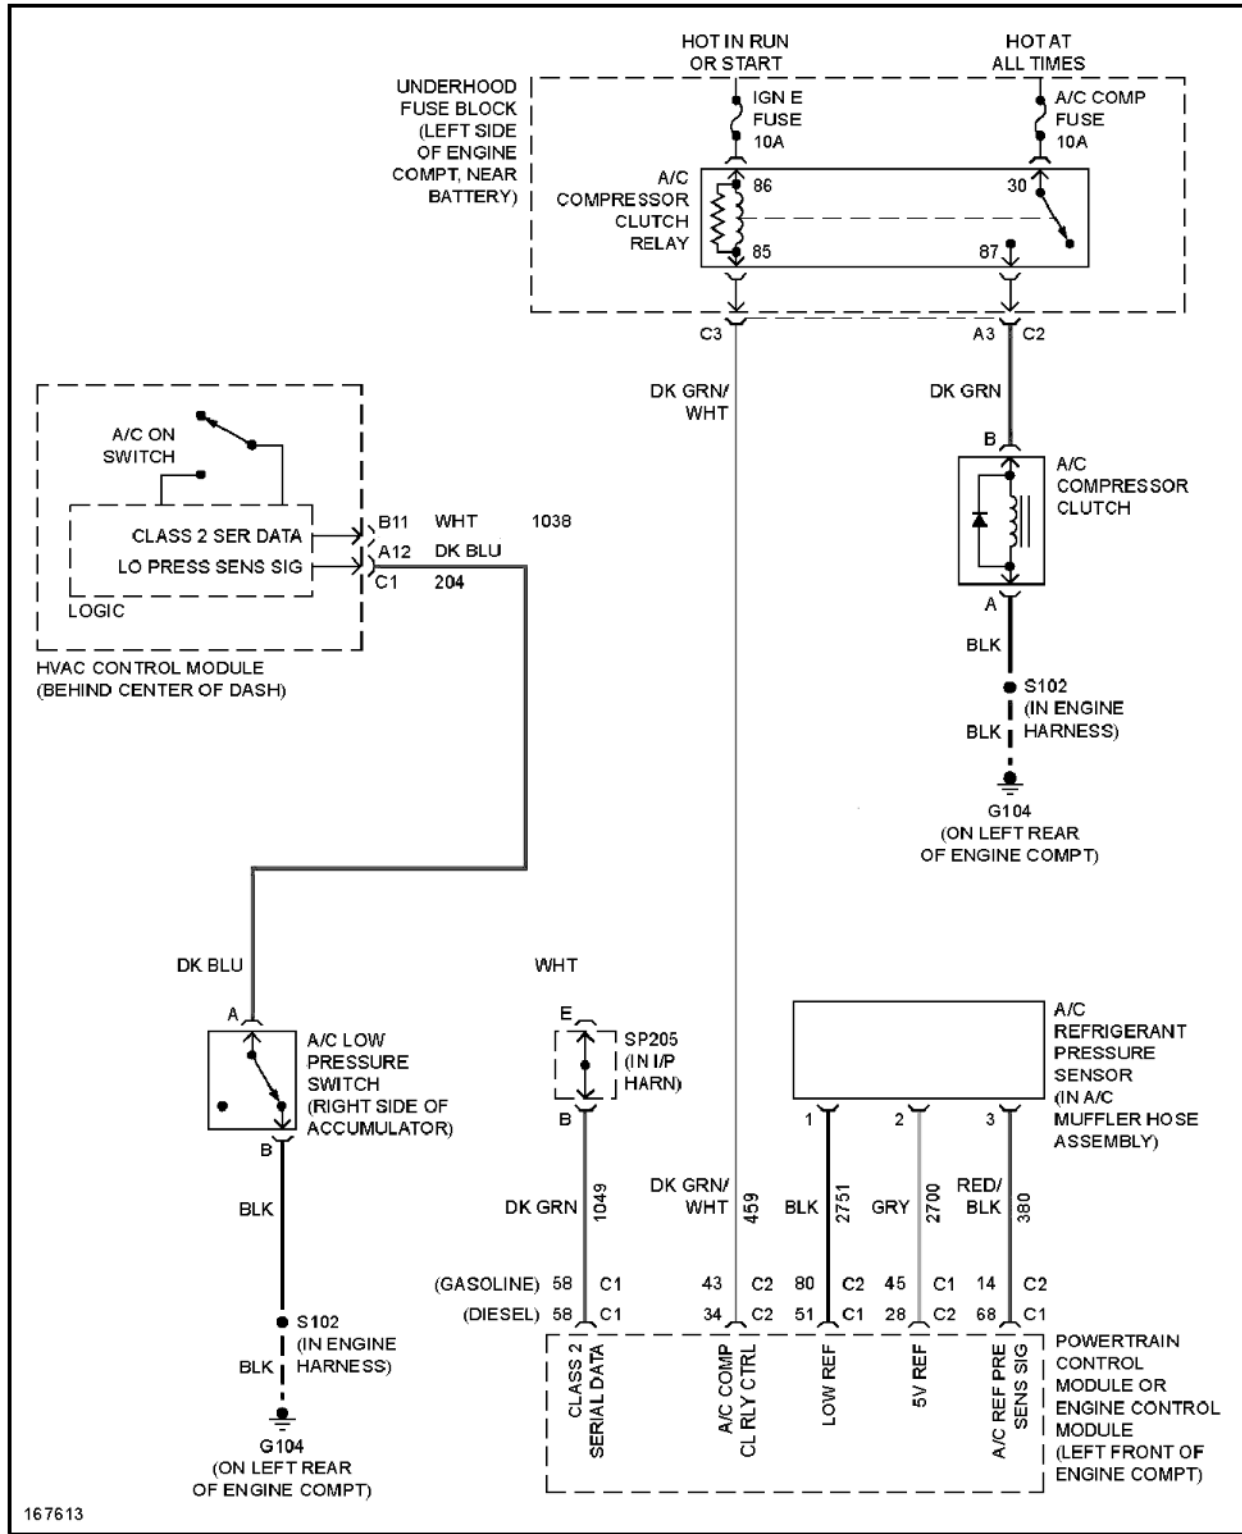 HOT IN RUN
OR START
HOT AT
ALL TIMES
UNDERHOOD
FUSE BLOCK
(LEFT SIDE
OF ENGINE
COMPT, NEAR
BATTERY)
IGN E
FUSE
10A
A/C COMP
FUSE
10A
A/C
COMPRESSOR
CLUTCH
RELAY
86
30
85
87
C3
A3 C2
DK GRN/
WHT
DK GRN
A/C ON
SWITCH
CLASS 2 SER DATA
LO PRESS SENS SIG
LOGIC
B11 WHT 1038
A12 DK BLU
C1 204
HVAC CONTROL MODULE
(BEHIND CENTER OF DASH)
B
A/C
COMPRESSOR
CLUTCH
A
BLK
S102
(IN ENGINE
HARNESS)
BLK
G104
(ON LEFT REAR
OF ENGINE COMPT)
DK BLU
A
A/C LOW
PRESSURE
SWITCH
(RIGHT SIDE OF
ACCUMULATOR)
B
BLK
S102
(IN ENGINE
HARNESS)
BLK
G104
(ON LEFT REAR
OF ENGINE COMPT)
WHT
E
SP205
(IN I/P
HARN)
B
DK GRN
1049
DK GRN/
WHT
459
A/C
REFRIGERANT
PRESSURE
SENSOR
(IN A/C
MUFFLER HOSE
ASSEMBLY)
1
2
3
BLK
2751
GRY
2700
RED/
BLK
380
(GASOLINE) 58 C1 43 C2 80 C2 45 C1 14 C2
(DIESEL) 58 C1 34 C2 51 C1 28 C2 68 C1
CLASS 2
SERIAL DATA
A/C COMP
CL RLY CTRL
LOW REF
5V REF
A/C REF PRE
SENS SIG
POWERTRAIN
CONTROL
MODULE OR
ENGINE CONTROL
MODULE
(LEFT FRONT OF
ENGINE COMPT)
167613